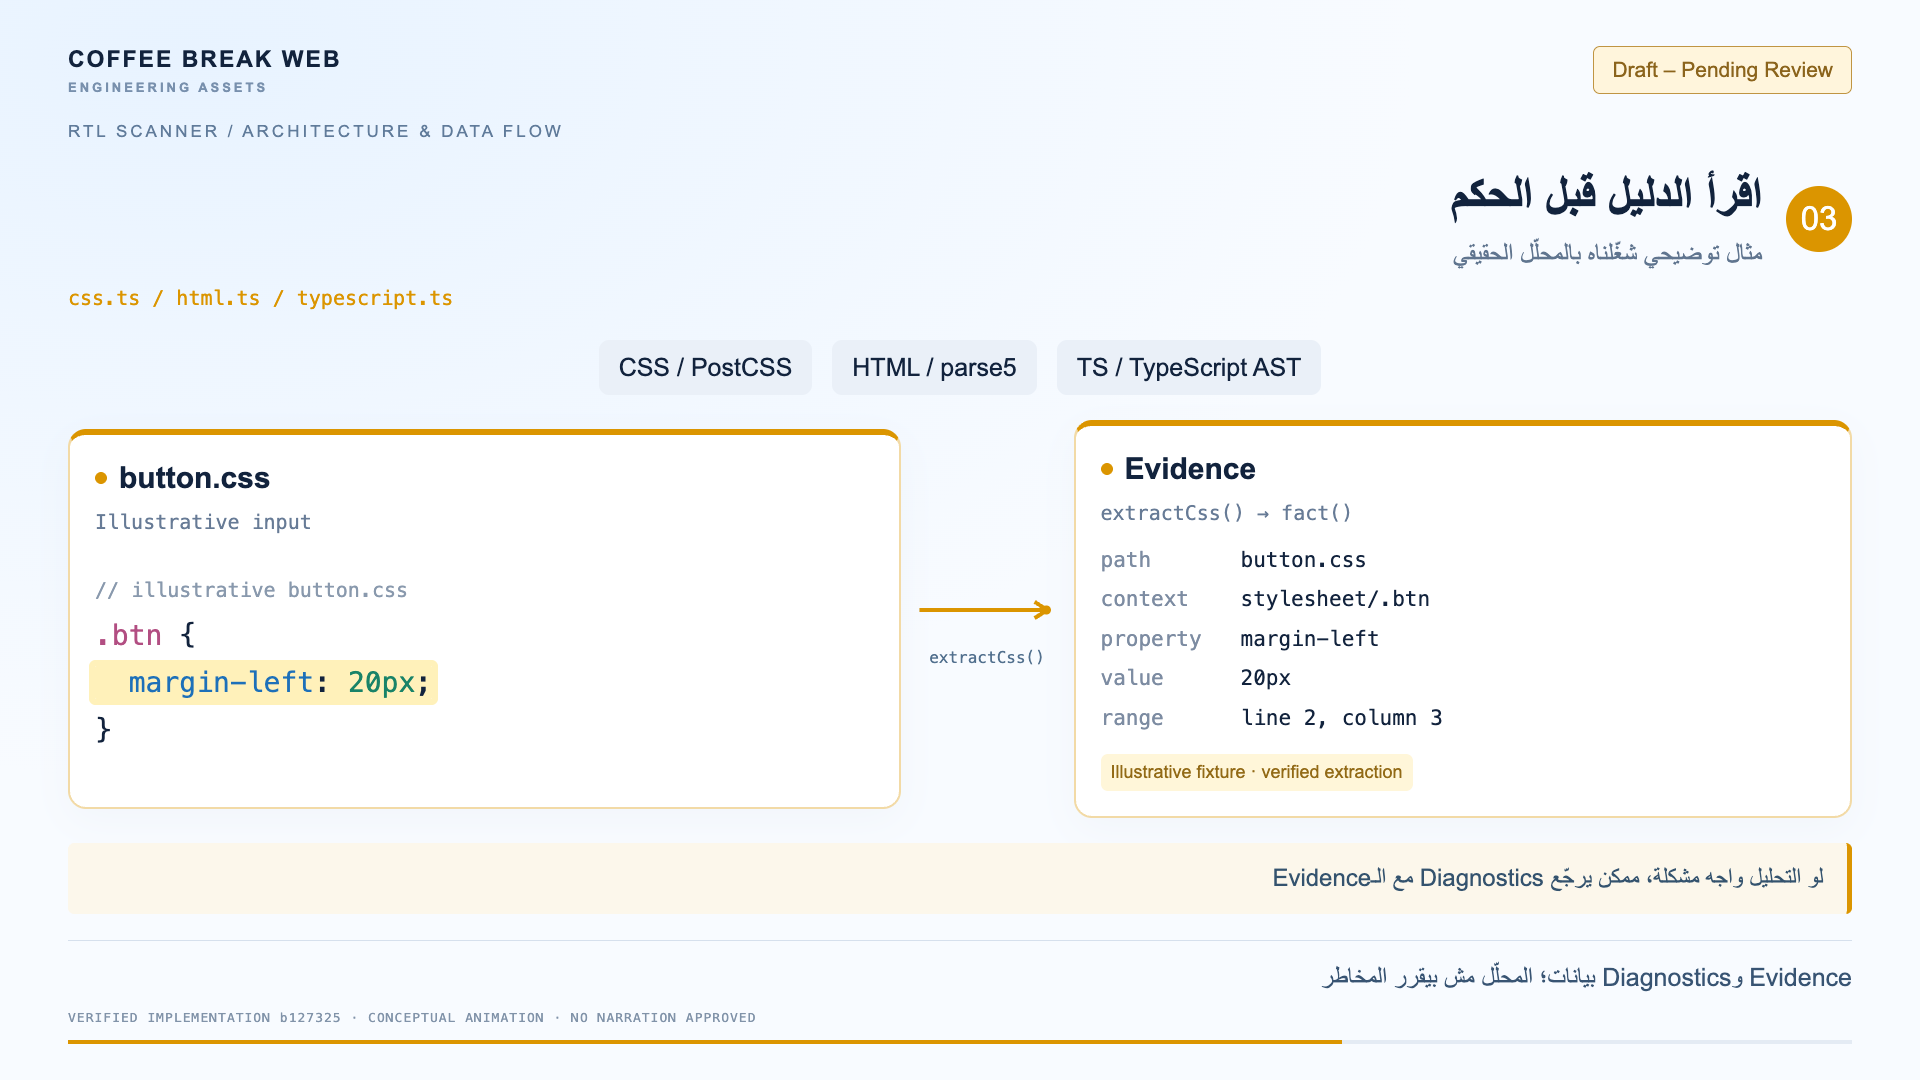 COFFEE BREAK WEB
ENGINEERING ASSETS
Draft – Pending Review
RTL SCANNER / ARCHITECTURE & DATA FLOW
03
اقرأ الدليل قبل الحكم
مثال توضيحي شغّلناه بالمحلّل الحقيقي
css.ts / html.ts / typescript.ts
CSS / PostCSS
HTML / parse5
TS / TypeScript AST
button.css
Illustrative input
// illustrative button.css
.btn {
  margin-left: 20px;
}
extractCss()
Evidence
extractCss() → fact()
path button.css
context stylesheet/.btn
property margin-left
value 20px
range line 2, column 3
Illustrative fixture · verified extraction
لو التحليل واجه مشكلة، ممكن يرجّع Diagnostics مع الـEvidence
Evidence وDiagnostics بيانات؛ المحلّل مش بيقرر المخاطر
VERIFIED IMPLEMENTATION b127325 · CONCEPTUAL ANIMATION · NO NARRATION APPROVED